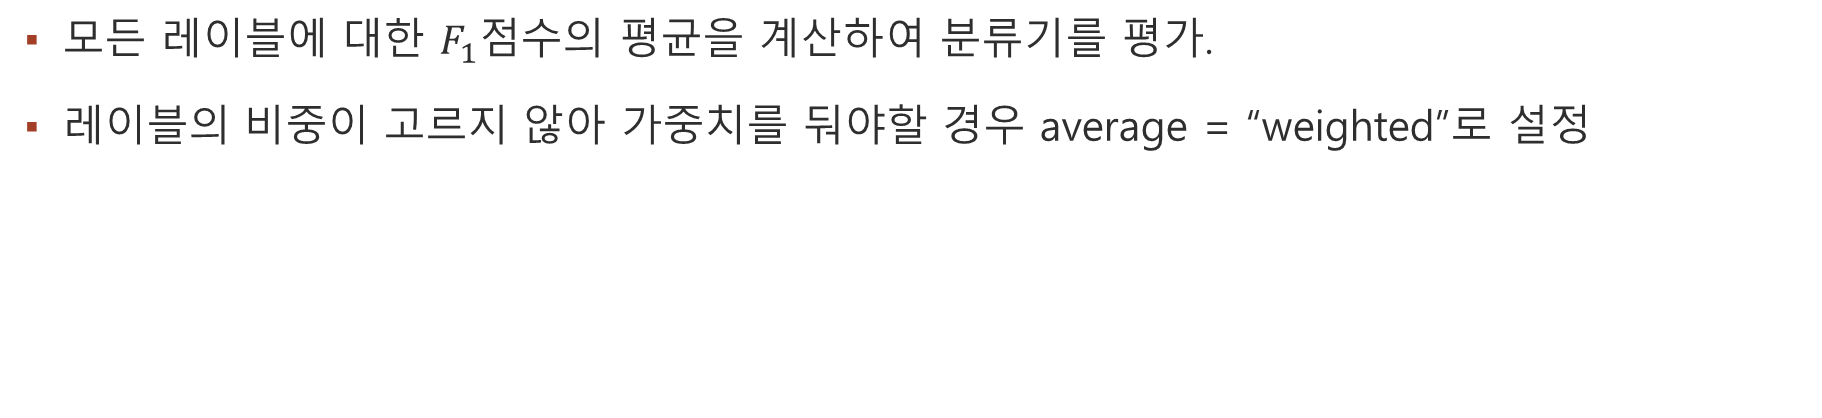 ▪ 모든 레이블에 대한 F₁점수의 평균을 계산하여 분류기를 평가.
▪ 레이블의 비중이 고르지 않아 가중치를 둬야할 경우 average = “weighted”로 설정